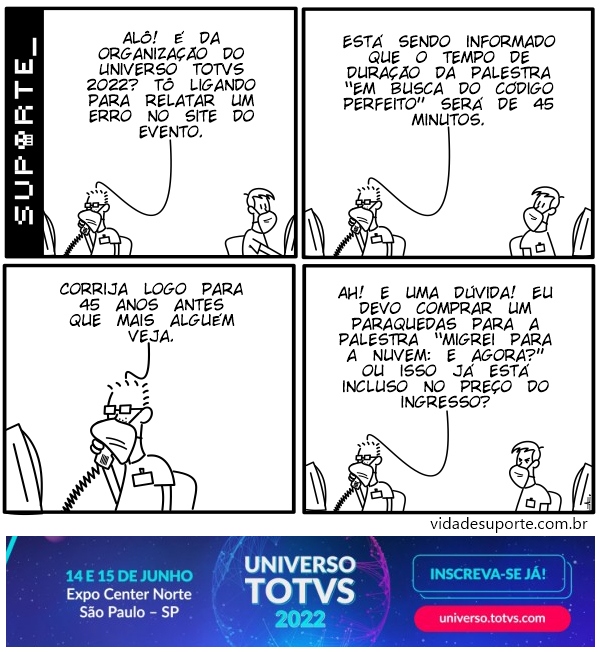 SUPORTE_
ALÔ! É DA
ORGANIZAÇÃO DO
UNIVERSO TOTVS
2022? TÔ LIGANDO
PARA RELATAR UM
ERRO NO SITE DO
EVENTO.
ESTÁ SENDO INFORMADO
QUE O TEMPO DE
DURAÇÃO DA PALESTRA
"EM BUSCA DO CÓDIGO
PERFEITO" SERÁ DE 45
MINUTOS.
CORRIJA LOGO PARA
45 ANOS ANTES
QUE MAIS ALGUÉM
VEJA.
AH! E UMA DÚVIDA! EU
DEVO COMPRAR UM
PARAQUEDAS PARA A
PALESTRA "MIGREI PARA
A NUVEM: E AGORA?"
OU ISSO JÁ ESTÁ
INCLUSO NO PREÇO DO
INGRESSO?
vidadesuporte.com.br
14 E 15 DE JUNHO
Expo Center Norte
São Paulo – SP
UNIVERSO
TOTVS
2022
INSCREVA-SE JÁ!
universo.totvs.com